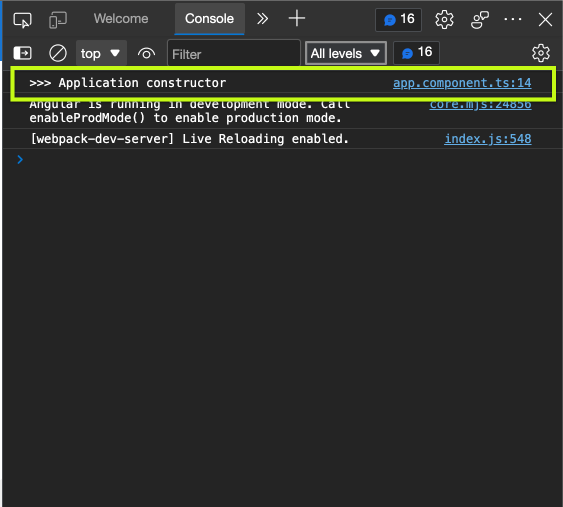 Welcome Console 16
top Filter All levels 16
>>> Application constructor app.component.ts:14
Angular is running in development mode. Call core.mjs:24856
enableProdMode() to enable production mode.
[webpack-dev-server] Live Reloading enabled. index.js:548